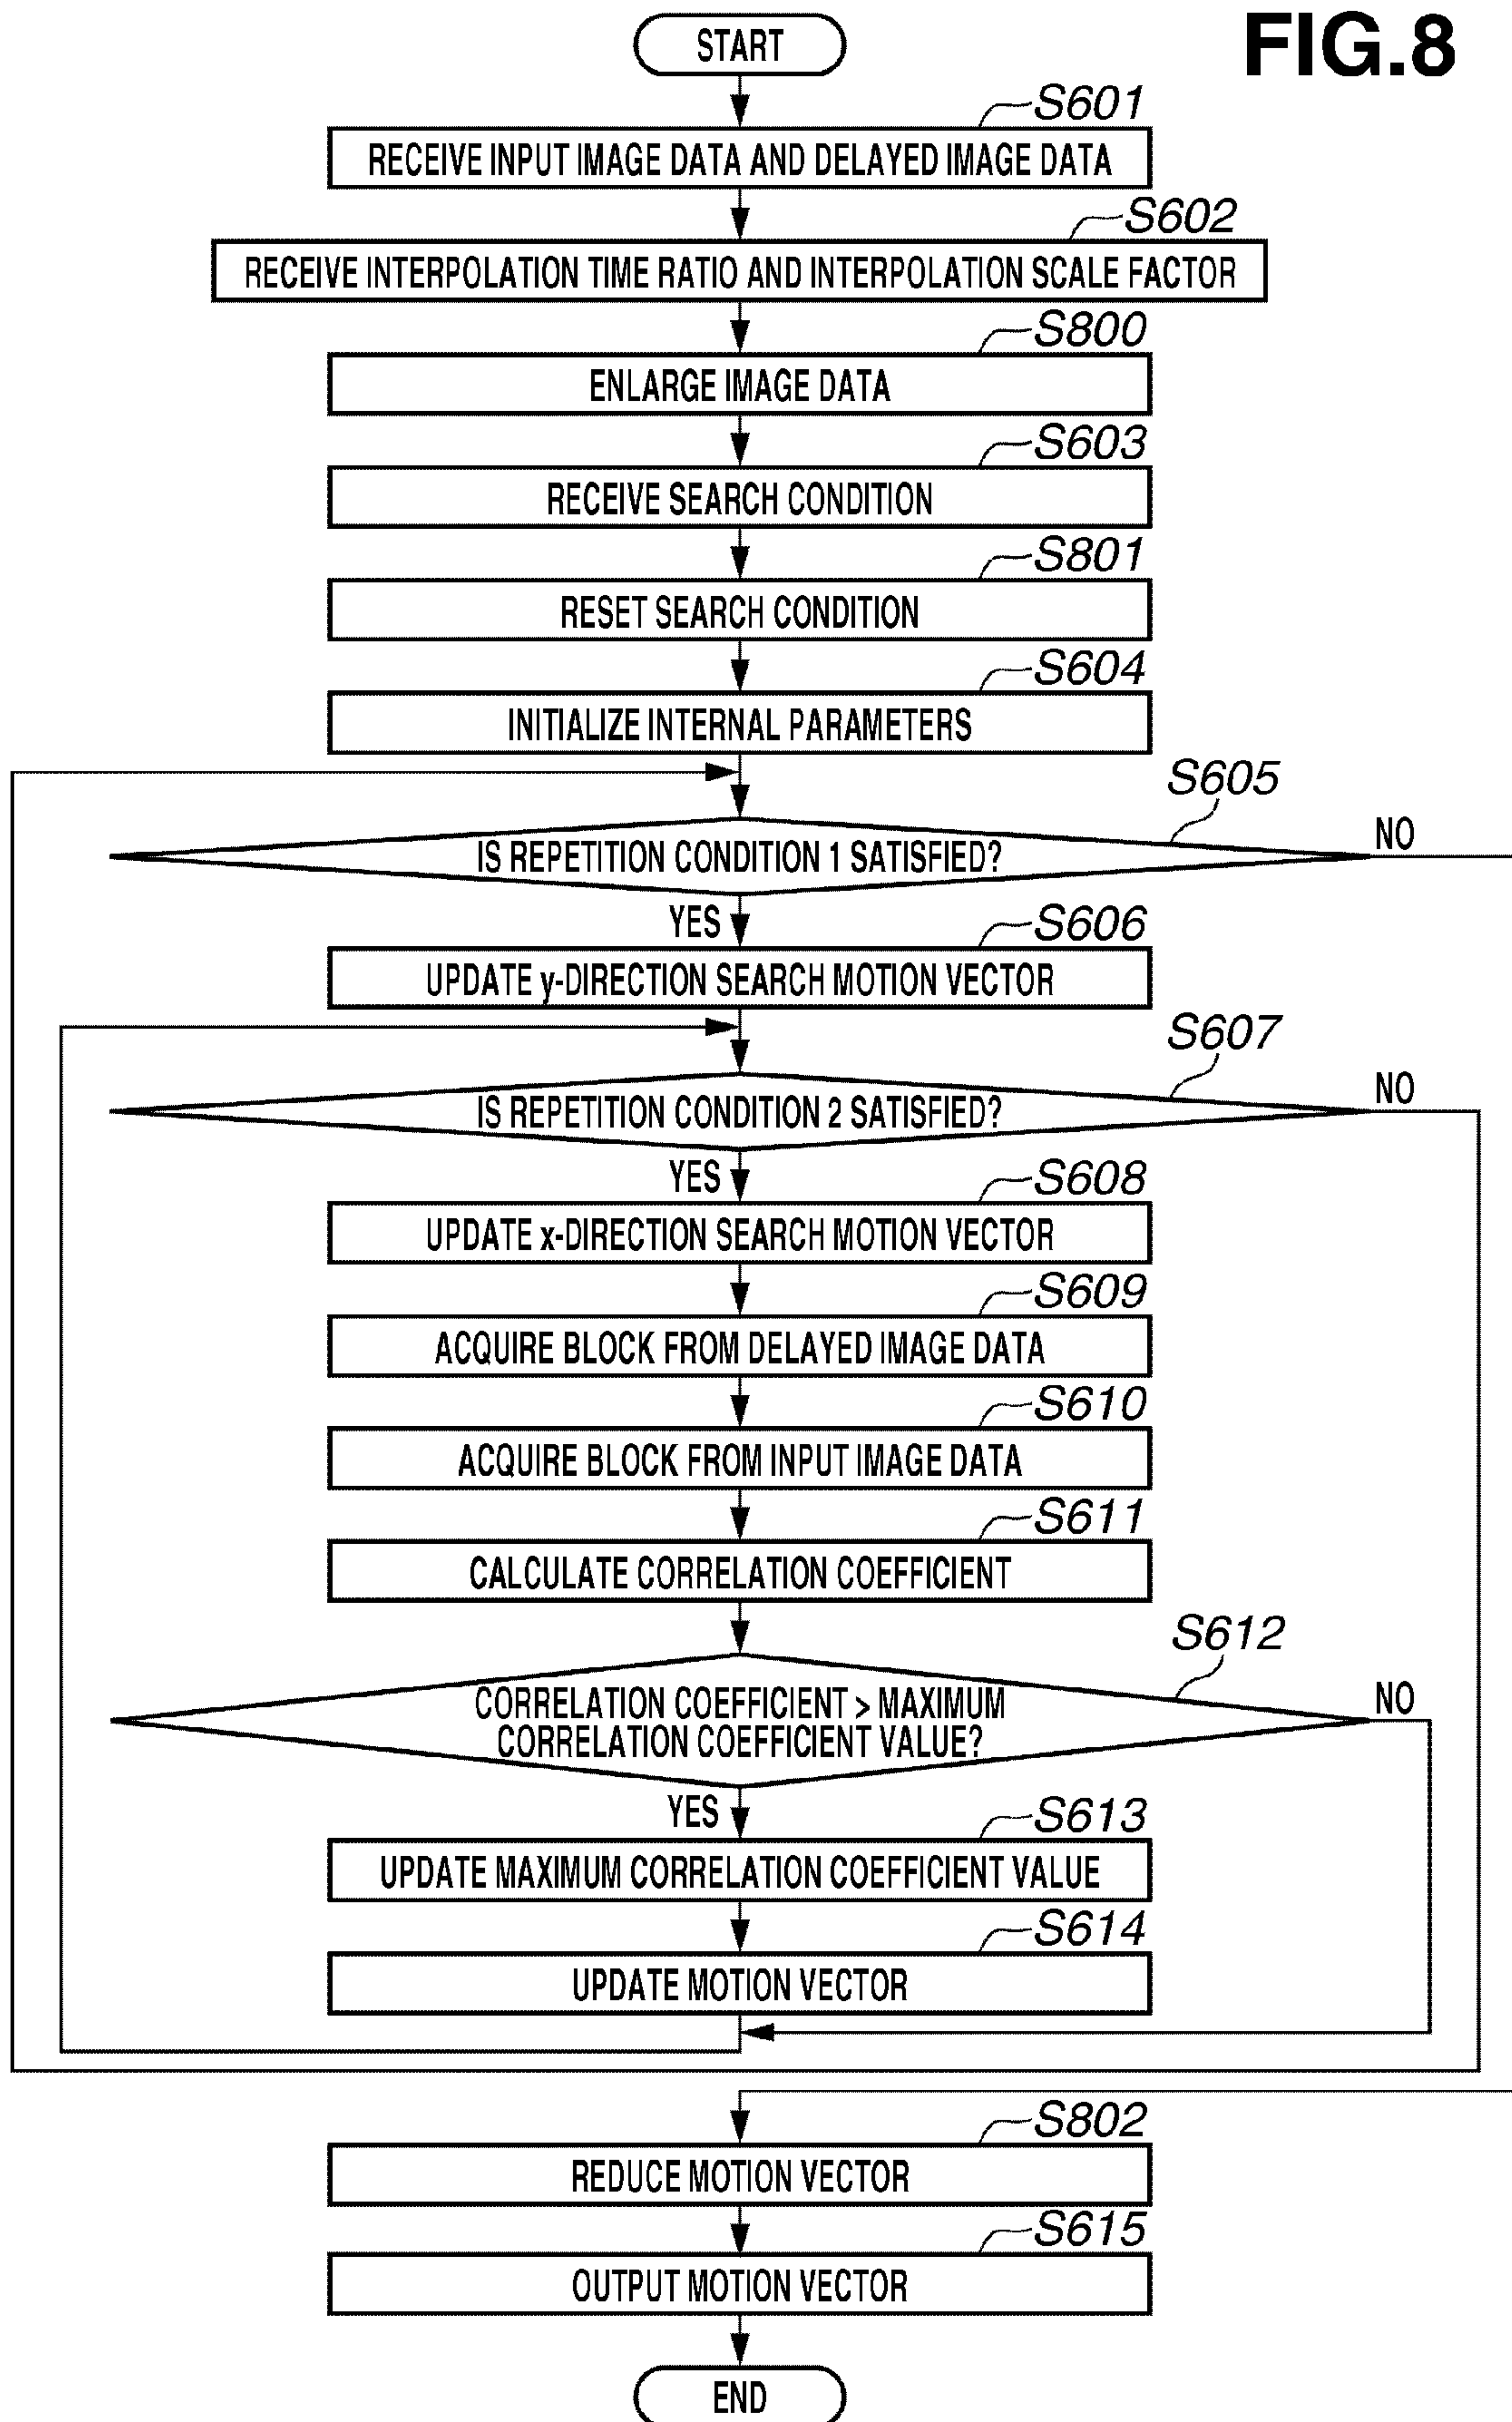 FIG.8
START
S601
RECEIVE INPUT IMAGE DATA AND DELAYED IMAGE DATA
S602
RECEIVE INTERPOLATION TIME RATIO AND INTERPOLATION SCALE FACTOR
S800
ENLARGE IMAGE DATA
S603
RECEIVE SEARCH CONDITION
S801
RESET SEARCH CONDITION
S604
INITIALIZE INTERNAL PARAMETERS
S605
IS REPETITION CONDITION 1 SATISFIED?
NO
YES
S606
UPDATE y-DIRECTION SEARCH MOTION VECTOR
S607
IS REPETITION CONDITION 2 SATISFIED?
NO
YES
S608
UPDATE x-DIRECTION SEARCH MOTION VECTOR
S609
ACQUIRE BLOCK FROM DELAYED IMAGE DATA
S610
ACQUIRE BLOCK FROM INPUT IMAGE DATA
S611
CALCULATE CORRELATION COEFFICIENT
S612
CORRELATION COEFFICIENT > MAXIMUM
CORRELATION COEFFICIENT VALUE?
NO
YES
S613
UPDATE MAXIMUM CORRELATION COEFFICIENT VALUE
S614
UPDATE MOTION VECTOR
S802
REDUCE MOTION VECTOR
S615
OUTPUT MOTION VECTOR
END